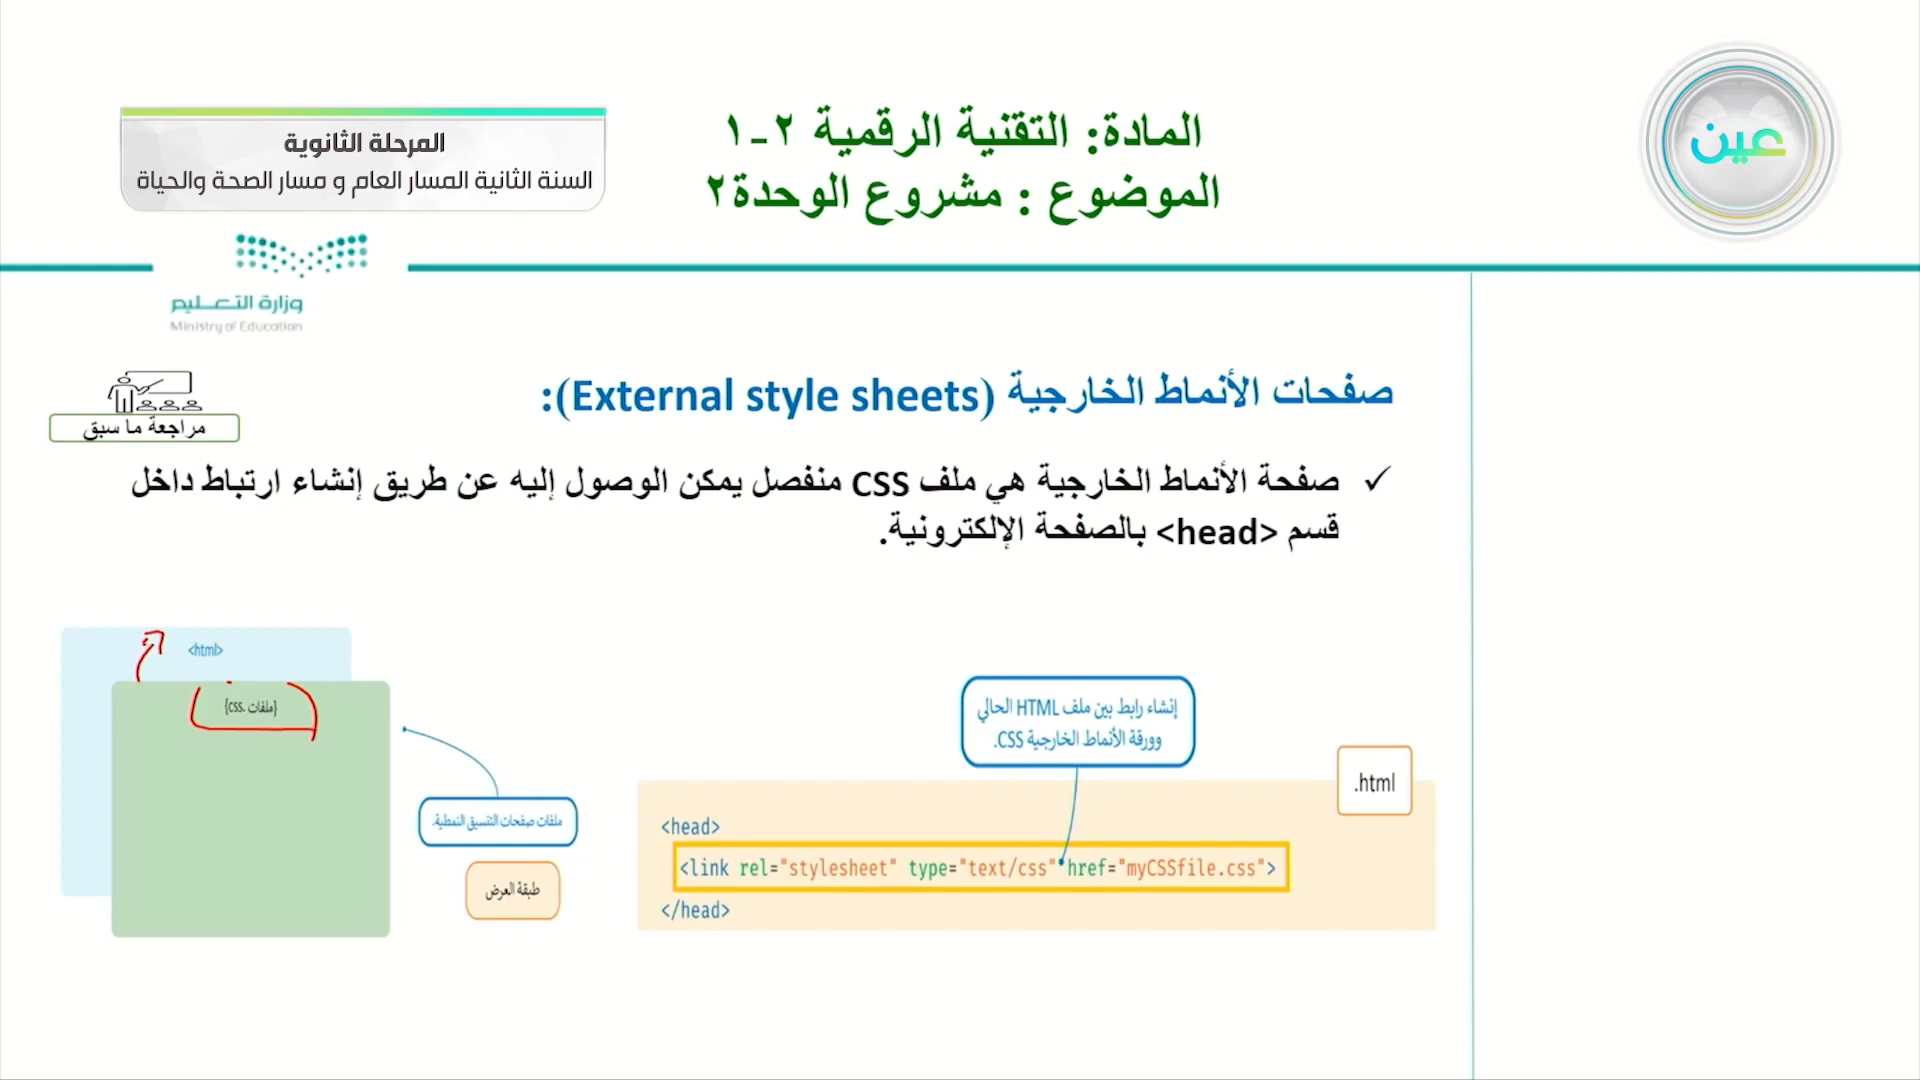 المادة: التقنية الرقمية ٢-١
الموضوع : مشروع الوحدة٢
عين
المرحلة الثانوية
السنة الثانية المسار العام و مسار الصحة والحياة
وزارة التعليم
Ministry of Education
صفحات الأنماط الخارجية (External style sheets):
مراجعة ما سبق
✓ صفحة الأنماط الخارجية هي ملف CSS منفصل يمكن الوصول إليه عن طريق إنشاء ارتباط داخل
قسم <head> بالصفحة الإلكترونية.
إنشاء رابط بين ملف HTML الحالي
وورقة الأنماط الخارجية CSS.
.html
<head>
<link rel="stylesheet" type="text/css" href="myCSSfile.css">
</head>
<html>
{ملفات .css}
ملفات صفحات التنسيق النمطية.
طبقة العرض